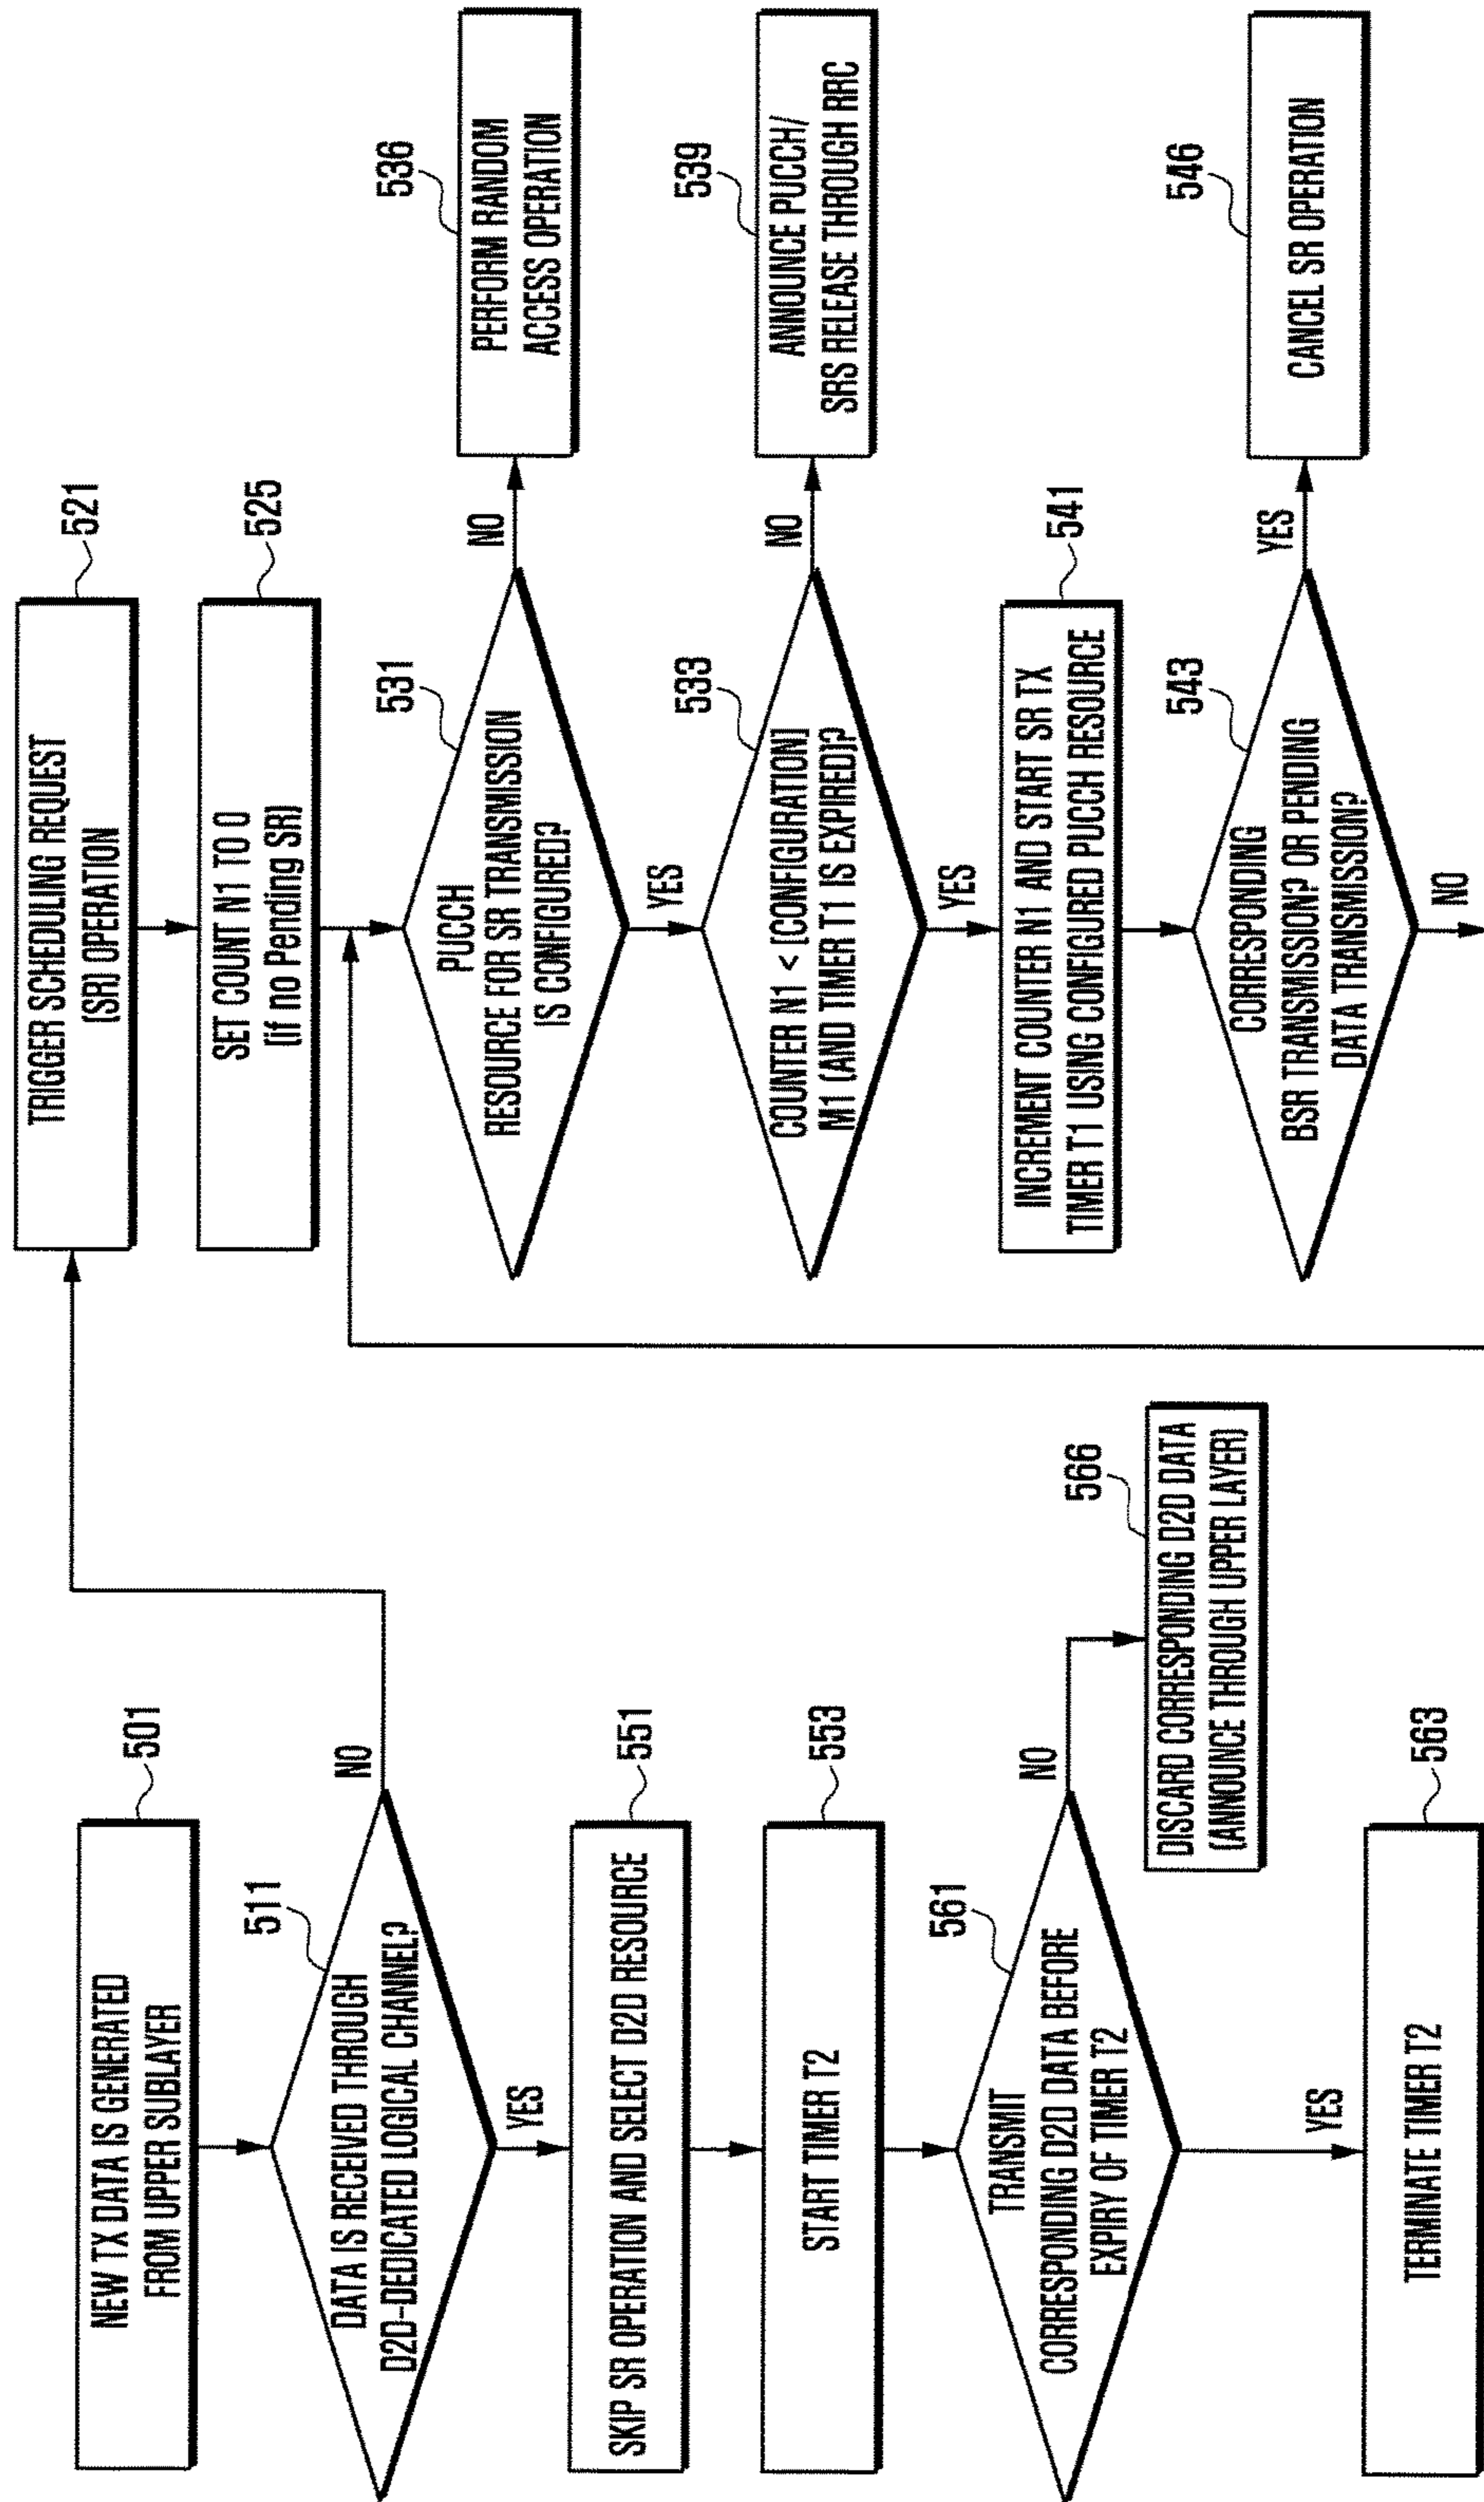 NEW TX DATA IS GENERATED
FROM UPPER SUBLAYER
501
DATA IS RECEIVED THROUGH
D2D-DEDICATED LOGICAL CHANNEL?
511
NO
YES
SKIP SR OPERATION AND SELECT D2D RESOURCE
551
START TIMER T2
553
TRANSMIT
CORRESPONDING D2D DATA BEFORE
EXPIRY OF TIMER T2
561
NO
DISCARD CORRESPONDING D2D DATA
(ANNOUNCE THROUGH UPPER LAYER)
566
YES
TERMINATE TIMER T2
563
TRIGGER SCHEDULING REQUEST
(SR) OPERATION
521
SET COUNT N1 TO 0
(if no Pending SR)
525
PUCCH
RESOURCE FOR SR TRANSMISSION
IS CONFIGURED?
531
NO
PERFORM RANDOM
ACCESS OPERATION
536
YES
COUNTER N1 < [CONFIGURATION]
M1 (AND TIMER T1 IS EXPIRED)?
533
NO
ANNOUNCE PUCCH/
SRS RELEASE THROUGH RRC
539
YES
INCREMENT COUNTER N1 AND START SR TX
TIMER T1 USING CONFIGURED PUCCH RESOURCE
541
CORRESPONDING
BSR TRANSMISSION? OR PENDING
DATA TRANSMISSION?
543
YES
CANCEL SR OPERATION
546
NO